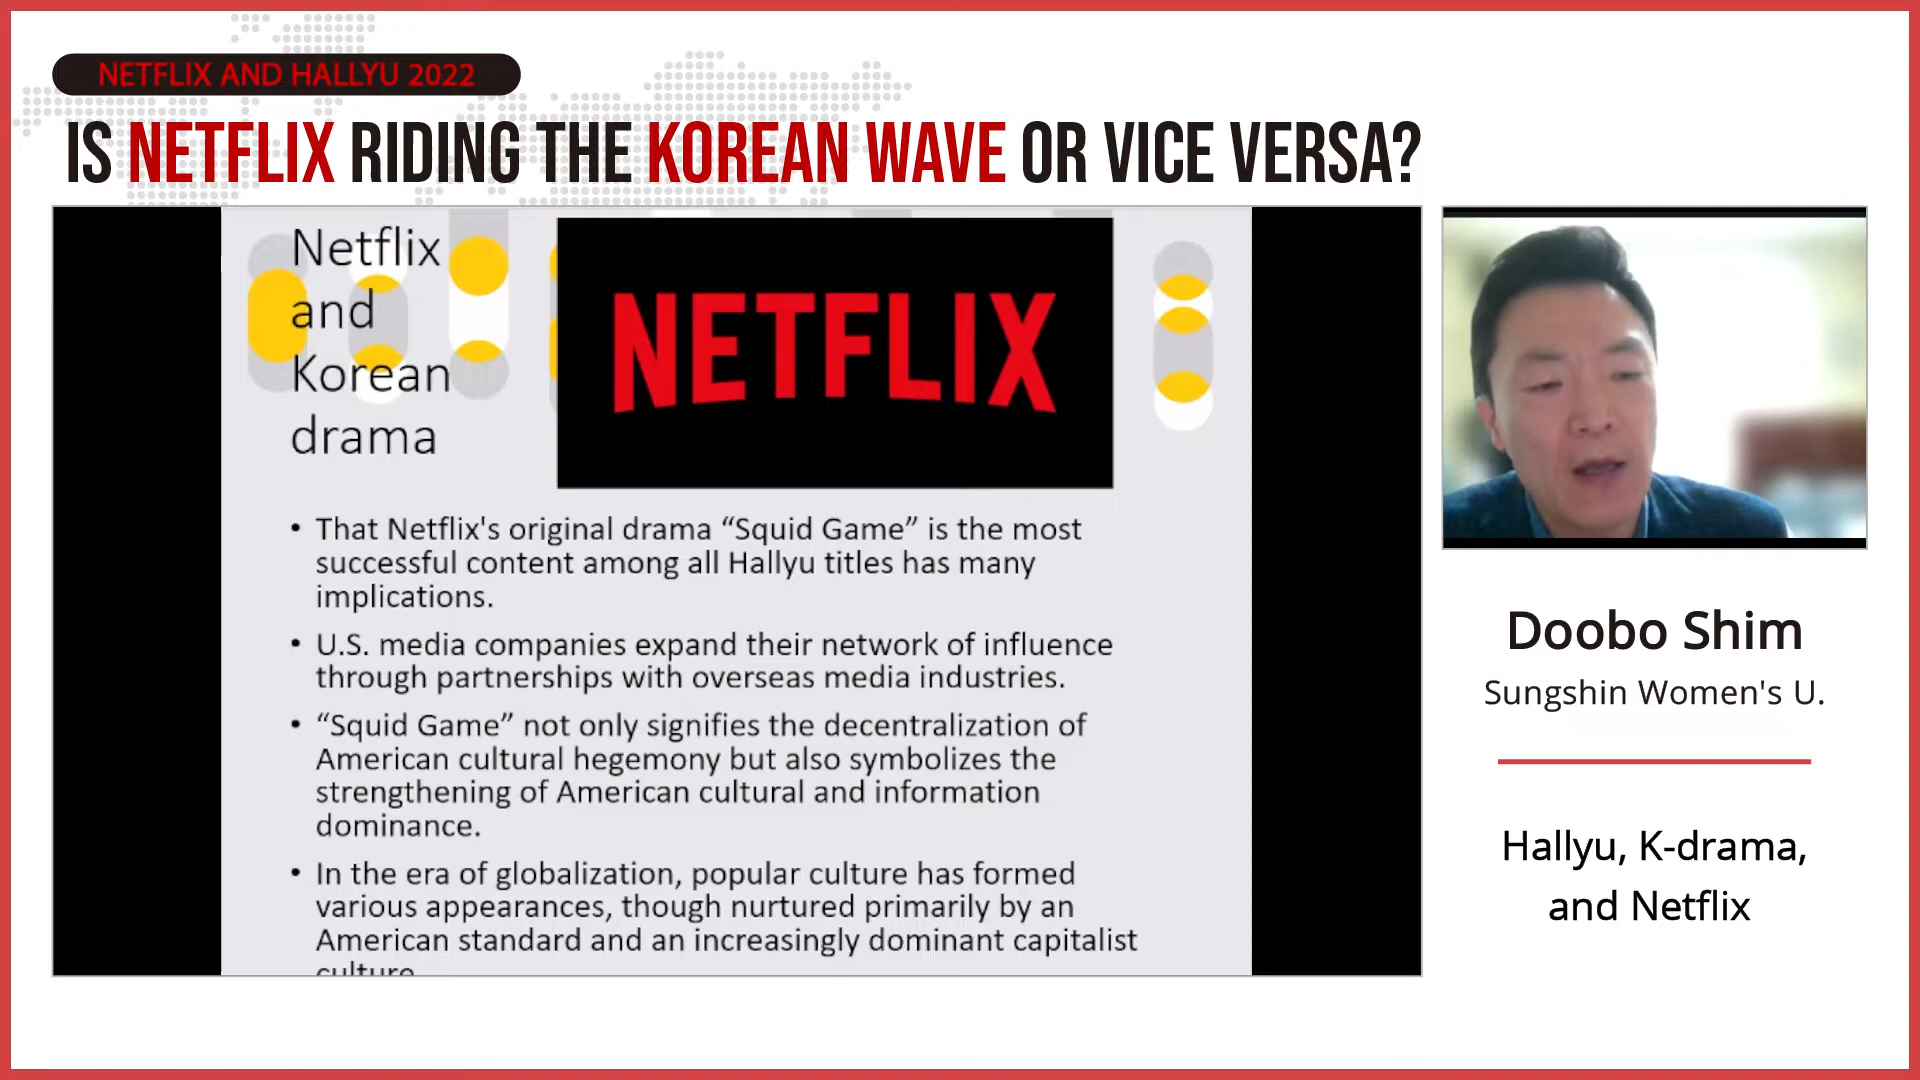 NETFLIX AND HALLYU 2022
IS NETFLIX RIDING THE KOREAN WAVE OR VICE VERSA?
Netflix
and
Korean
drama
NETFLIX
• That Netflix's original drama “Squid Game” is the most
successful content among all Hallyu titles has many
implications.
• U.S. media companies expand their network of influence
through partnerships with overseas media industries.
• “Squid Game” not only signifies the decentralization of
American cultural hegemony but also symbolizes the
strengthening of American cultural and information
dominance.
• In the era of globalization, popular culture has formed
various appearances, though nurtured primarily by an
American standard and an increasingly dominant capitalist
culture.
Doobo Shim
Sungshin Women's U.
Hallyu, K-drama,
and Netflix